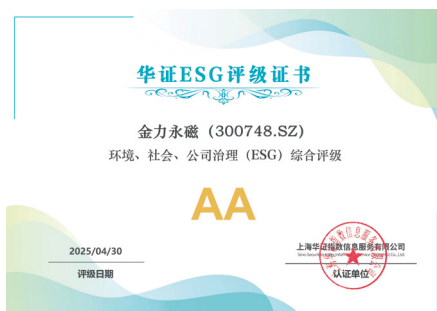 华证ESG评级证书
金力永磁（300748.SZ）
环境、社会、公司治理（ESG）综合评级
AA
2025/04/30
评级日期
上海华证指数信息服务有限公司
认证单位